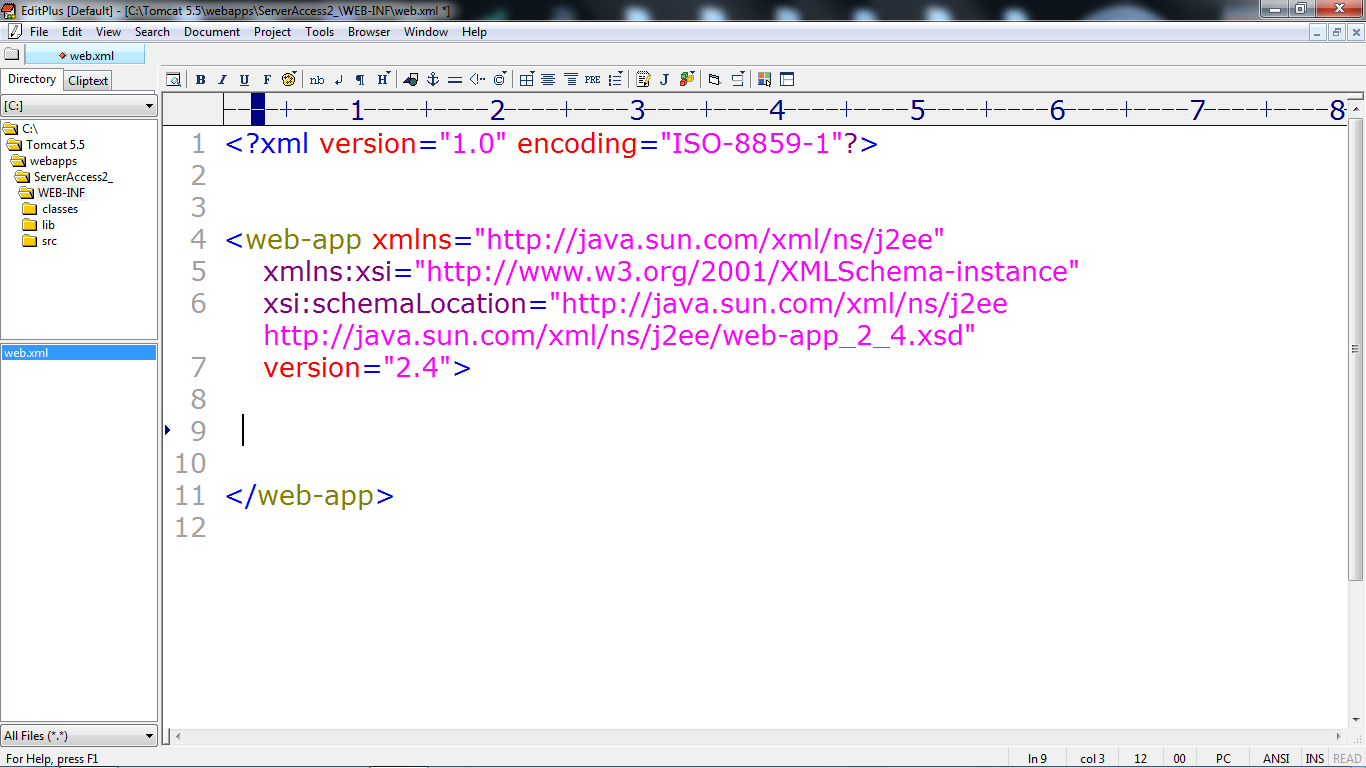 EditPlus [Default] - [C:\Tomcat 5.5\webapps\ServerAccess2_\WEB-INF\web.xml *]
File Edit View Search Document Project Tools Browser Window Help
web.xml
Directory Cliptext
B I U F nb ¶ H PRE J
[C:]
C:\
Tomcat 5.5
webapps
ServerAccess2_
WEB-INF
classes
lib
src
web.xml
All Files (*.*)
1 2 3 4 5 6 7 8
1 <?xml version="1.0" encoding="ISO-8859-1"?>
2
3
4 <web-app xmlns="http://java.sun.com/xml/ns/j2ee"
5 xmlns:xsi="http://www.w3.org/2001/XMLSchema-instance"
6 xsi:schemaLocation="http://java.sun.com/xml/ns/j2ee
http://java.sun.com/xml/ns/j2ee/web-app_2_4.xsd"
7 version="2.4">
8
9
10
11 </web-app>
12
For Help, press F1 ln 9 col 3 12 00 PC ANSI INS READ